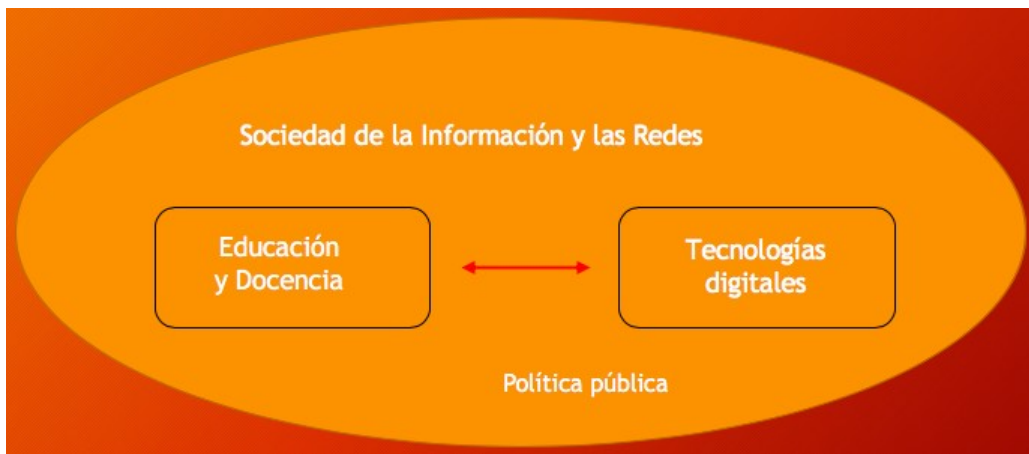 Sociedad de la Información y las Redes
Educación
y Docencia
Tecnologías
digitales
Política pública